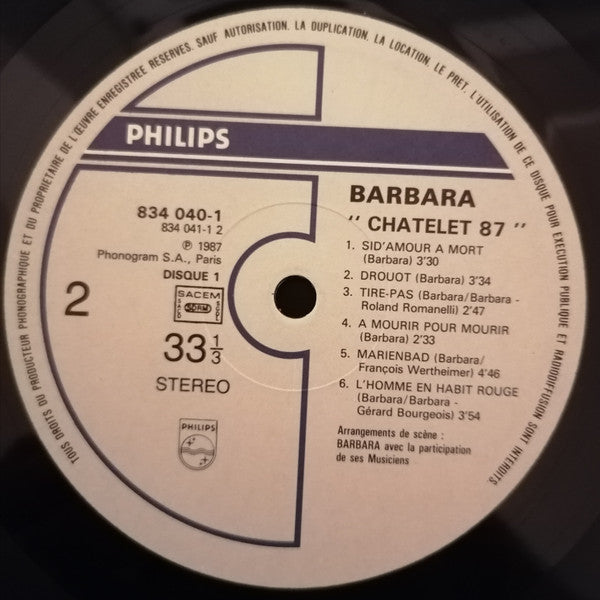 TOUS DROITS DU PRODUCTEUR PHONOGRAPHIQUE ET DU PROPRIETAIRE DE L'ŒUVRE ENREGISTREE RESERVES. SAUF AUTORISATION, LA DUPLICATION, LA LOCATION, LE PRET, L'UTILISATION DE CE DISQUE POUR EXECUTION PUBLIQUE ET RADIODIFFUSION SONT INTERDITS.
PHILIPS
834 040-1
834 041-1 2
℗ 1987
Phonogram S.A., Paris
DISQUE 1
SACEM
SDRM
2
33 1/3
STEREO
PHILIPS
BARBARA
" CHATELET 87 "
1. SID'AMOUR A MORT
(Barbara) 3'30
2. DROUOT (Barbara) 3'34
3. TIRE-PAS (Barbara/Barbara -
Roland Romanelli) 2'47
4. A MOURIR POUR MOURIR
(Barbara) 2'33
5. MARIENBAD (Barbara/
François Wertheimer) 4'46
6. L'HOMME EN HABIT ROUGE
(Barbara/Barbara -
Gérard Bourgeois) 3'54
Arrangements de scène :
BARBARA avec la participation
de ses Musiciens